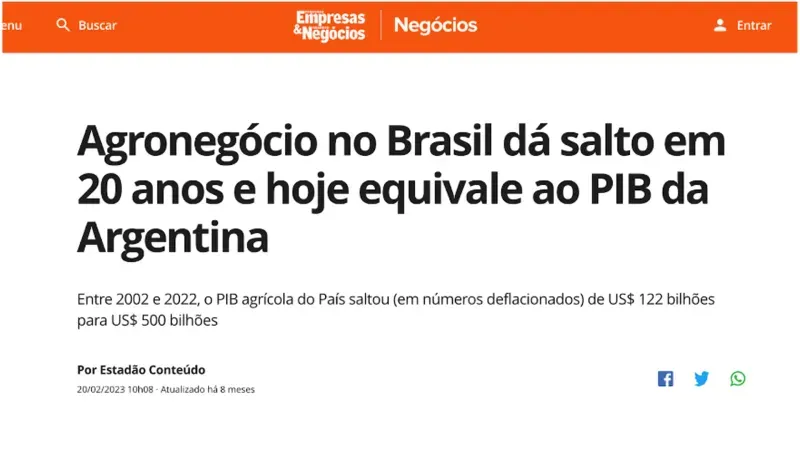 enu
Buscar
Empresas
&Negócios
Negócios
Entrar
Agronegócio no Brasil dá salto em
20 anos e hoje equivale ao PIB da
Argentina
Entre 2002 e 2022, o PIB agrícola do País saltou (em números deflacionados) de US$ 122 bilhões
para US$ 500 bilhões
Por Estadão Conteúdo
20/02/2023 10h08 · Atualizado há 8 meses